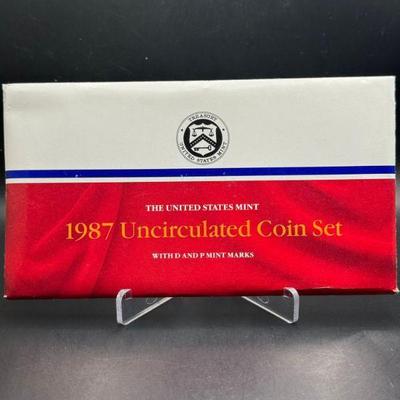 TREASURY
UNITED STATES MINT
THE UNITED STATES MINT
1987 Uncirculated Coin Set
WITH D AND P MINT MARKS